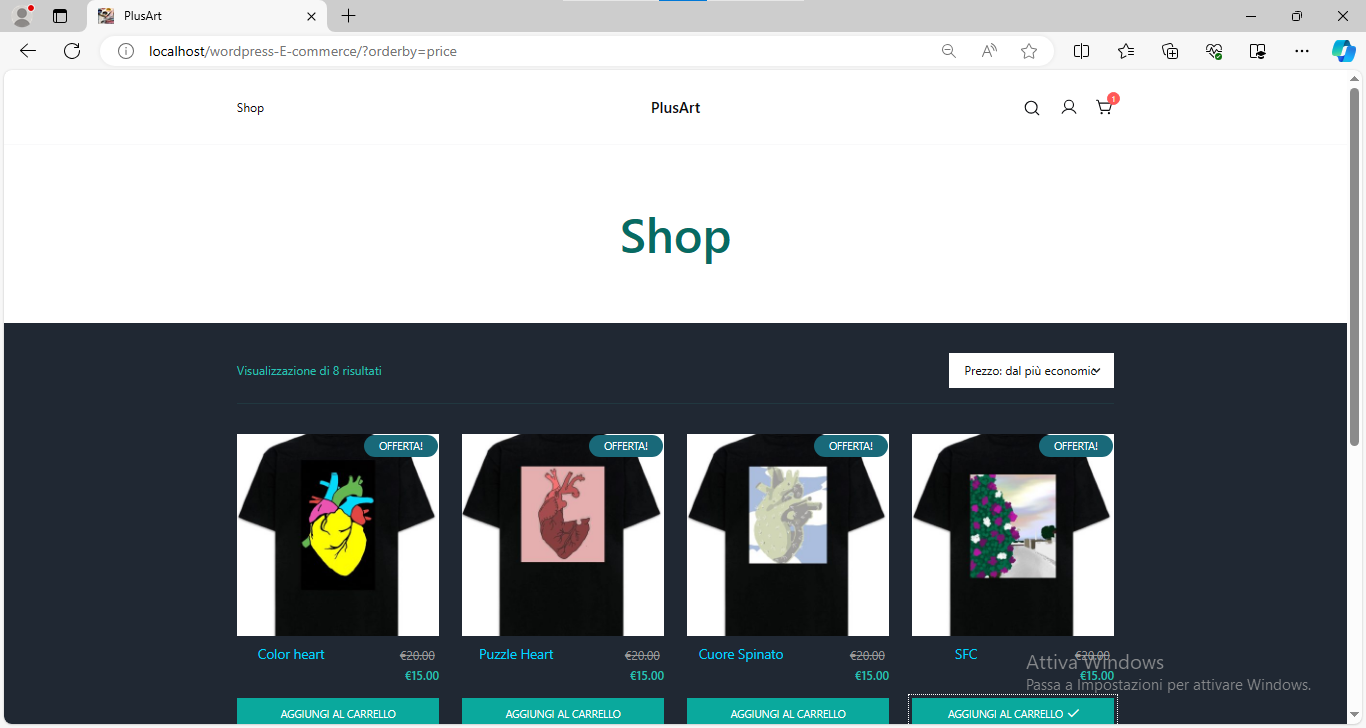 PlusArt
localhost/wordpress-E-commerce/?orderby=price
Shop
PlusArt
1
Shop
Visualizzazione di 8 risultati
Prezzo: dal più economic
OFFERTA!
OFFERTA!
OFFERTA!
OFFERTA!
Color heart
€20.00
€15.00
Puzzle Heart
€20.00
€15.00
Cuore Spinato
€20.00
€15.00
SFC
€20.00
€15.00
AGGIUNGI AL CARRELLO
AGGIUNGI AL CARRELLO
AGGIUNGI AL CARRELLO
AGGIUNGI AL CARRELLO
Attiva Windows
Passa a Impostazioni per attivare Windows.